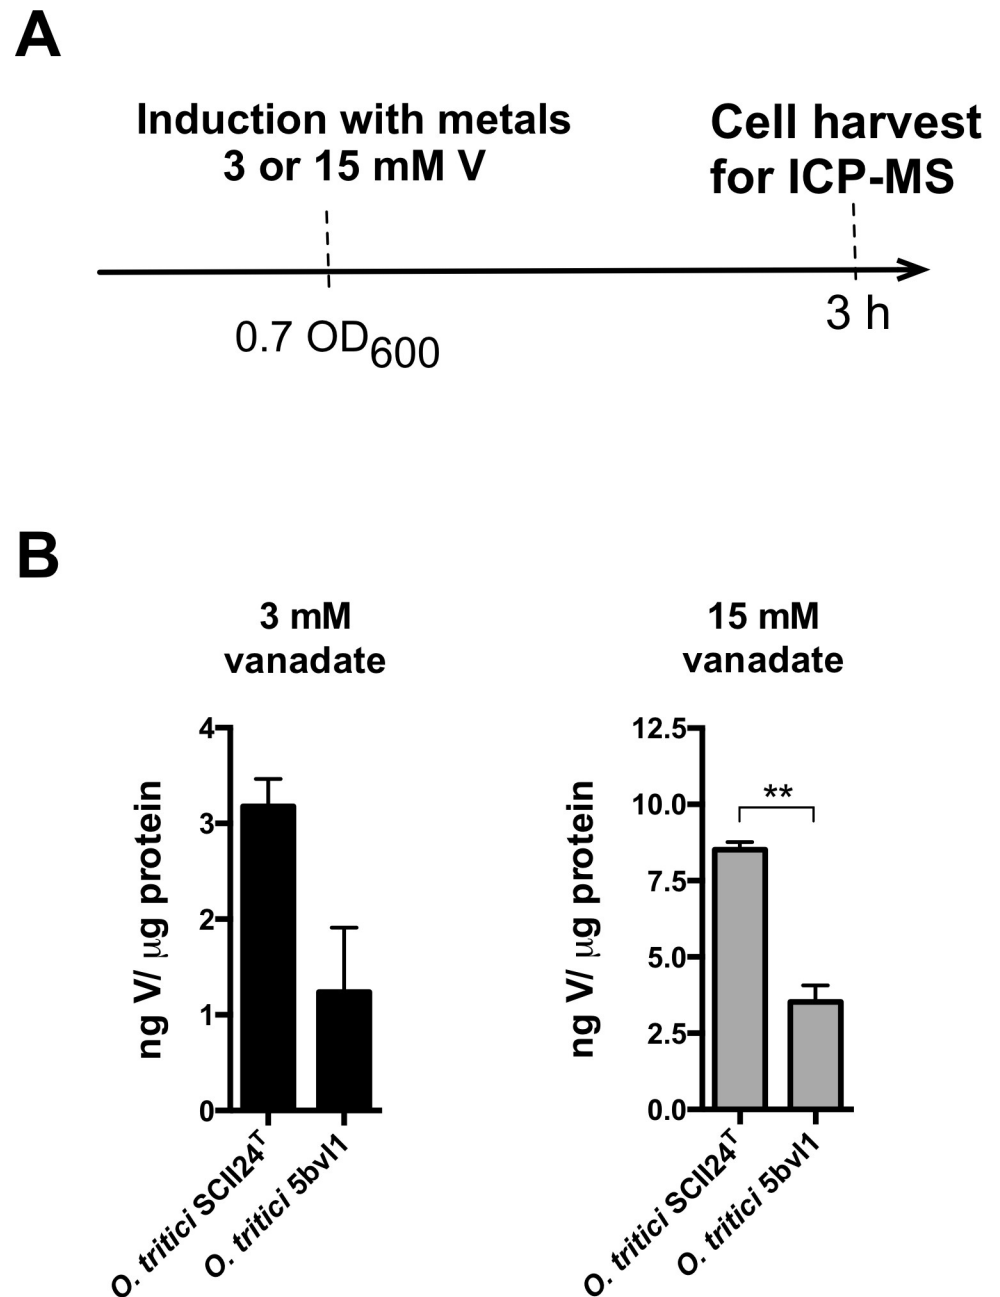 A
Induction with metals
3 or 15 mM V
Cell harvest
for ICP-MS
0.7 OD600
3 h
B
3 mM
vanadate
ng V/ μg protein
4
3
2
1
0
O. tritici SCII24T
O. tritici 5bvl1
15 mM
vanadate
ng V/ μg protein
12.5
10.0
7.5
5.0
2.5
0.0
**
O. tritici SCII24T
O. tritici 5bvl1